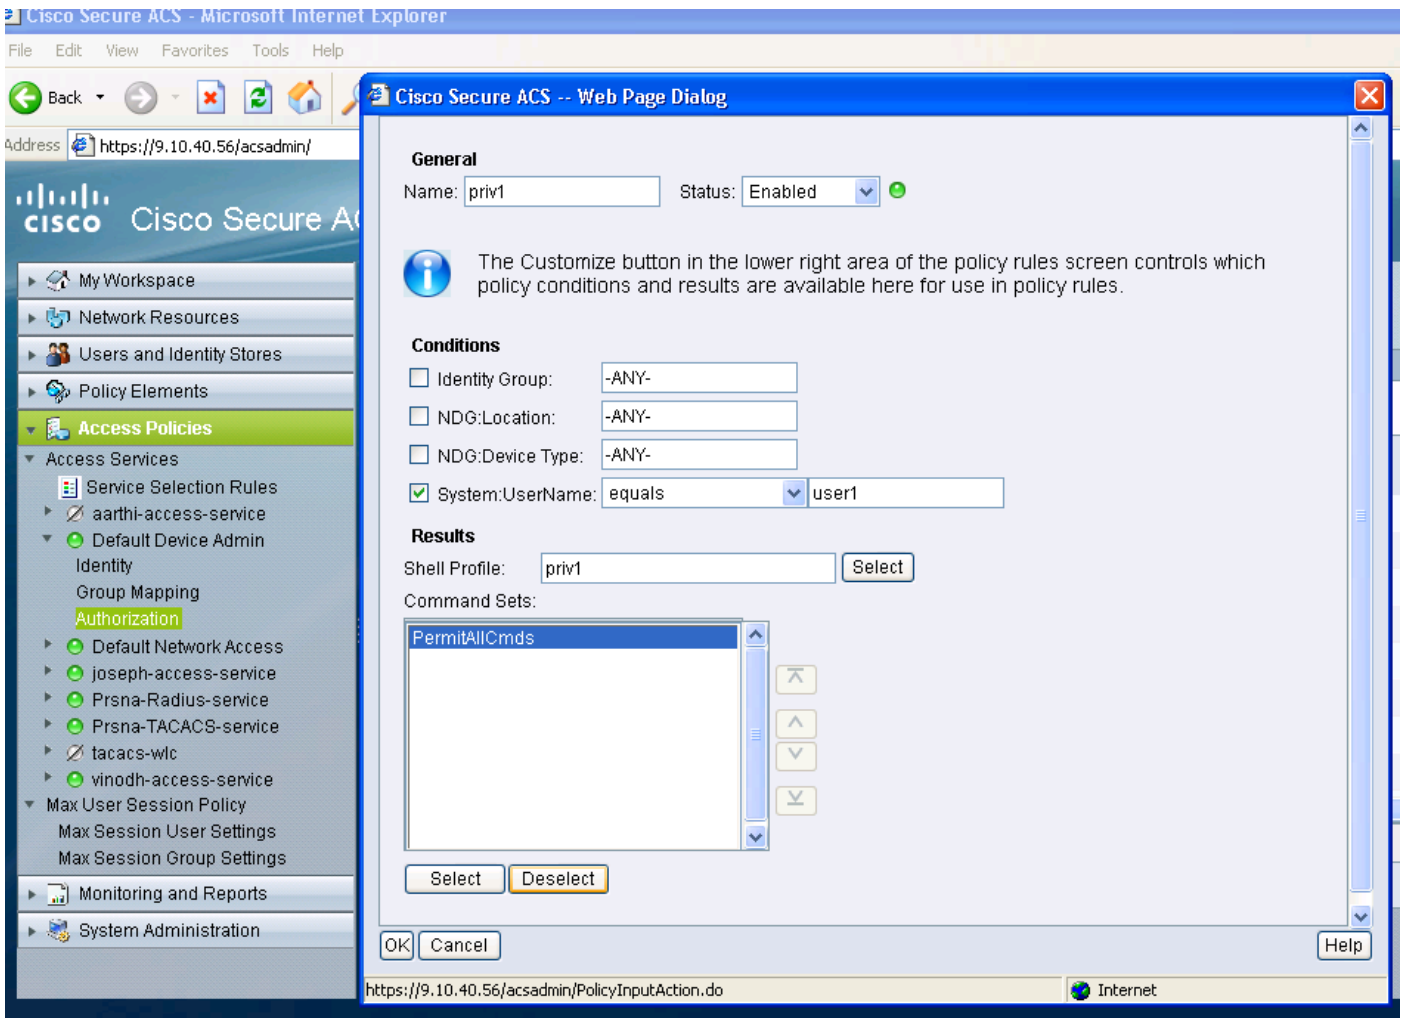 Cisco Secure ACS - Microsoft Internet Explorer
File Edit View Favorites Tools Help
Back
Address https://9.10.40.56/acsadmin/
CISCO Cisco Secure A
My Workspace
Network Resources
Users and Identity Stores
Policy Elements
Access Policies
Access Services
Service Selection Rules
aarthi-access-service
Default Device Admin
Identity
Group Mapping
Authorization
Default Network Access
joseph-access-service
Prsna-Radius-service
Prsna-TACACS-service
tacacs-wlc
vinodh-access-service
Max User Session Policy
Max Session User Settings
Max Session Group Settings
Monitoring and Reports
System Administration
Cisco Secure ACS -- Web Page Dialog
General
Name: priv1 Status: Enabled
The Customize button in the lower right area of the policy rules screen controls which
policy conditions and results are available here for use in policy rules.
Conditions
Identity Group: -ANY-
NDG:Location: -ANY-
NDG:Device Type: -ANY-
System:UserName: equals user1
Results
Shell Profile: priv1 Select
Command Sets:
PermitAllCmds
Select Deselect
OK Cancel Help
https://9.10.40.56/acsadmin/PolicyInputAction.do Internet